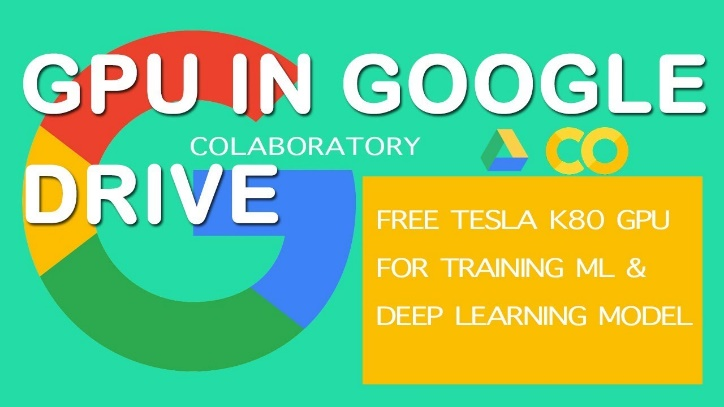 GPU IN GOOGLE
COLABORATORY
DRIVE
CO
FREE TESLA K80 GPU
FOR TRAINING ML &
DEEP LEARNING MODEL